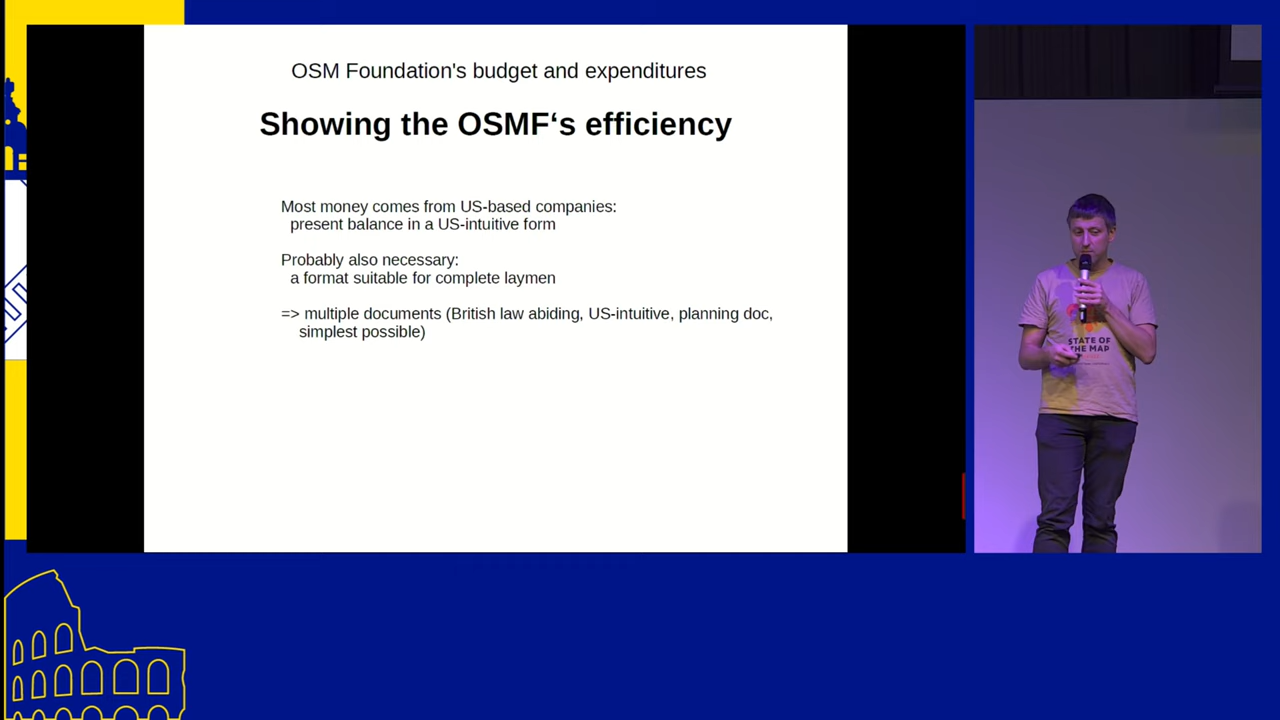 OSM Foundation's budget and expenditures
Showing the OSMF‘s efficiency
Most money comes from US-based companies:
present balance in a US-intuitive form
Probably also necessary:
a format suitable for complete laymen
=> multiple documents (British law abiding, US-intuitive, planning doc,
simplest possible)
STATE OF
THE MAP